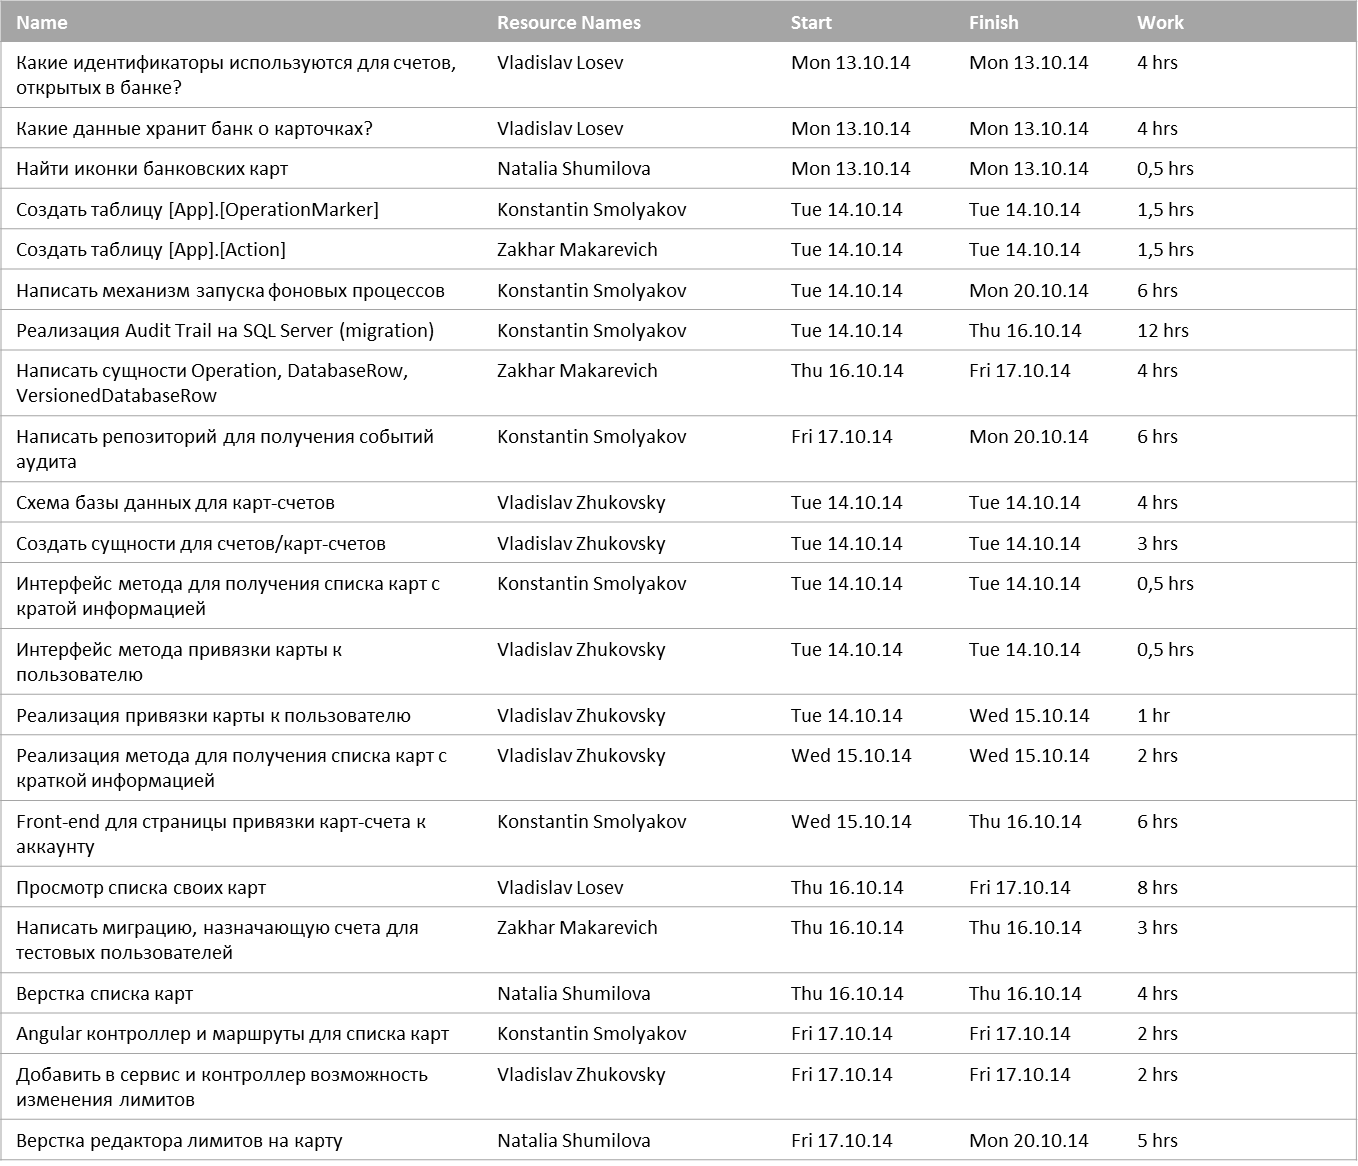 Name Resource Names Start Finish Work
Какие идентификаторы используются для счетов, Vladislav Losev Mon 13.10.14 Mon 13.10.14 4 hrs
открытых в банке?
Какие данные хранит банк о карточках? Vladislav Losev Mon 13.10.14 Mon 13.10.14 4 hrs
Найти иконки банковских карт Natalia Shumilova Mon 13.10.14 Mon 13.10.14 0,5 hrs
Создать таблицу [App].[OperationMarker] Konstantin Smolyakov Tue 14.10.14 Tue 14.10.14 1,5 hrs
Создать таблицу [App].[Action] Zakhar Makarevich Tue 14.10.14 Tue 14.10.14 1,5 hrs
Написать механизм запуска фоновых процессов Konstantin Smolyakov Tue 14.10.14 Mon 20.10.14 6 hrs
Реализация Audit Trail на SQL Server (migration) Konstantin Smolyakov Tue 14.10.14 Thu 16.10.14 12 hrs
Написать сущности Operation, DatabaseRow, Zakhar Makarevich Thu 16.10.14 Fri 17.10.14 4 hrs
VersionedDatabaseRow
Написать репозиторий для получения событий Konstantin Smolyakov Fri 17.10.14 Mon 20.10.14 6 hrs
аудита
Схема базы данных для карт-счетов Vladislav Zhukovsky Tue 14.10.14 Tue 14.10.14 4 hrs
Создать сущности для счетов/карт-счетов Vladislav Zhukovsky Tue 14.10.14 Tue 14.10.14 3 hrs
Интерфейс метода для получения списка карт с Konstantin Smolyakov Tue 14.10.14 Tue 14.10.14 0,5 hrs
кратой информацией
Интерфейс метода привязки карты к Vladislav Zhukovsky Tue 14.10.14 Tue 14.10.14 0,5 hrs
пользователю
Реализация привязки карты к пользователю Vladislav Zhukovsky Tue 14.10.14 Wed 15.10.14 1 hr
Реализация метода для получения списка карт с Vladislav Zhukovsky Wed 15.10.14 Wed 15.10.14 2 hrs
краткой информацией
Front-end для страницы привязки карт-счета к Konstantin Smolyakov Wed 15.10.14 Thu 16.10.14 6 hrs
аккаунту
Просмотр списка своих карт Vladislav Losev Thu 16.10.14 Fri 17.10.14 8 hrs
Написать миграцию, назначающую счета для Zakhar Makarevich Thu 16.10.14 Thu 16.10.14 3 hrs
тестовых пользователей
Верстка списка карт Natalia Shumilova Thu 16.10.14 Thu 16.10.14 4 hrs
Angular контроллер и маршруты для списка карт Konstantin Smolyakov Fri 17.10.14 Fri 17.10.14 2 hrs
Добавить в сервис и контроллер возможность Vladislav Zhukovsky Fri 17.10.14 Fri 17.10.14 2 hrs
изменения лимитов
Верстка редактора лимитов на карту Natalia Shumilova Fri 17.10.14 Mon 20.10.14 5 hrs